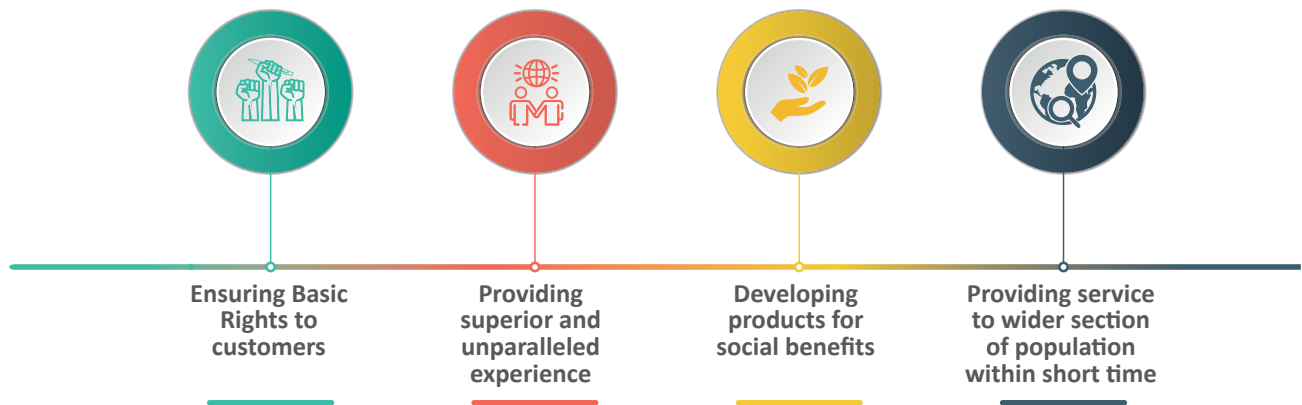 Ensuring Basic
Rights to
customers
Providing
superior and
unparalleled
experience
Developing
products for
social benefits
Providing service
to wider section
of population
within short time